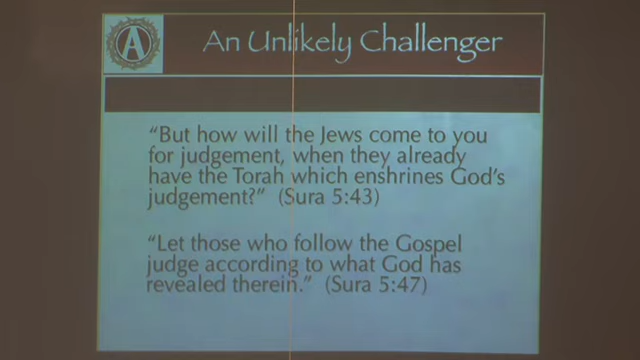 A
An Unlikely Challenger
“But how will the Jews come to you
for judgement, when they already
have the Torah which enshrines God’s
judgement?” (Sura 5:43)
“Let those who follow the Gospel
judge according to what God has
revealed therein.” (Sura 5:47)